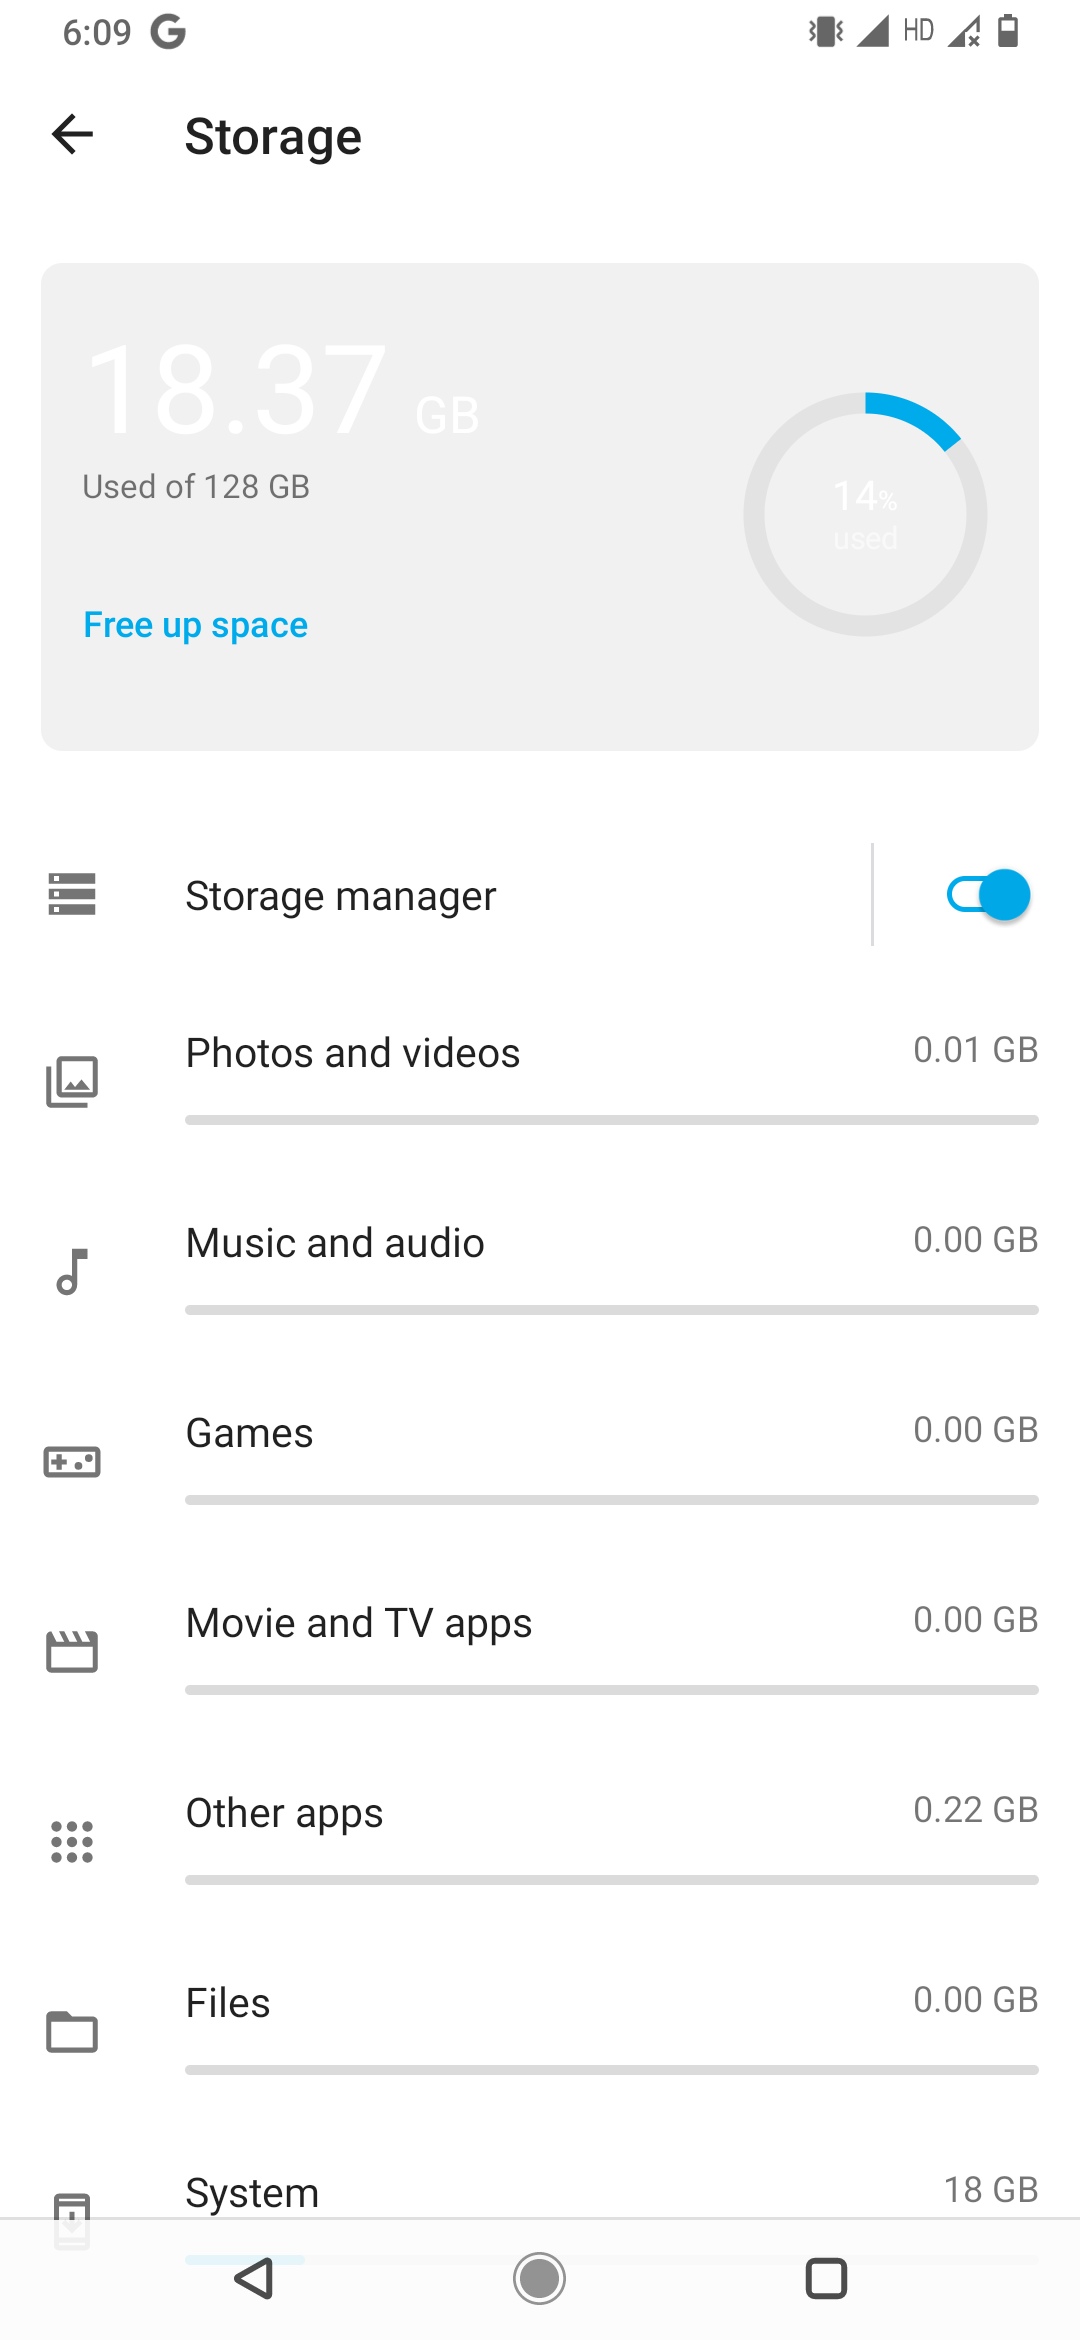 6:09 G HD
Storage
18.37 GB
Used of 128 GB
14%
used
Free up space
Storage manager
Photos and videos 0.01 GB
Music and audio 0.00 GB
Games 0.00 GB
Movie and TV apps 0.00 GB
Other apps 0.22 GB
Files 0.00 GB
System 18 GB